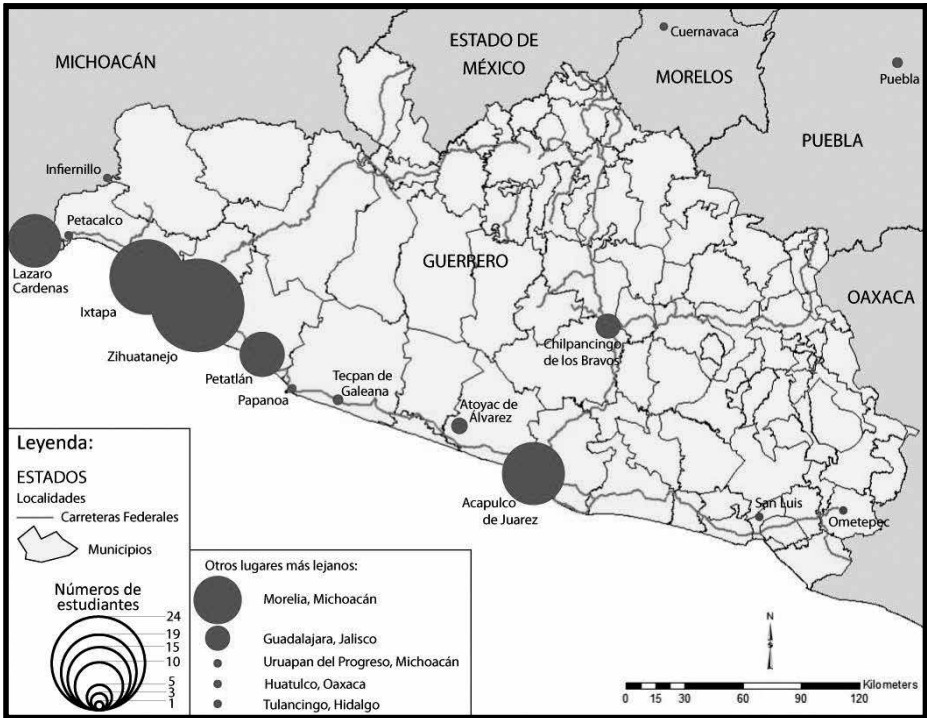 MICHOACÁN
ESTADO DE
MÉXICO
Cuernavaca
MORELOS
Puebla
PUEBLA
Infiernillo
Petacalco
Lazaro
Cardenas
Ixtapa
Zihuatanejo
GUERRERO
OAXACA
Chilpancingo
de los Bravos
Petatlán
Papanoa
Tecpan de
Galeana
Atoyac de
Álvarez
Acapulco
de Juarez
San Luis
Ometepec
Leyenda:
ESTADOS
Localidades
Carreteras Federales
Municipios
Números de
estudiantes
24
19
15
10
5
3
1
Otros lugares más lejanos:
Morelia, Michoacán
Guadalajara, Jalisco
Uruapan del Progreso, Michoacán
Huatulco, Oaxaca
Tulancingo, Hidalgo
N
S
Kilometers
0 15 30 60 90 120